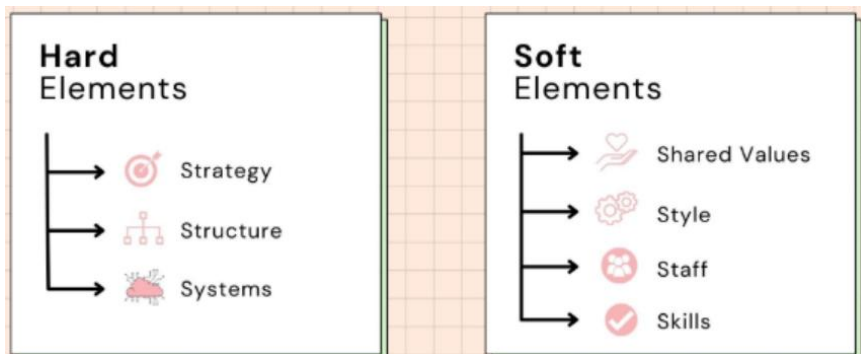 Hard
Elements
Strategy
Structure
Systems
Soft
Elements
Shared Values
Style
Staff
Skills